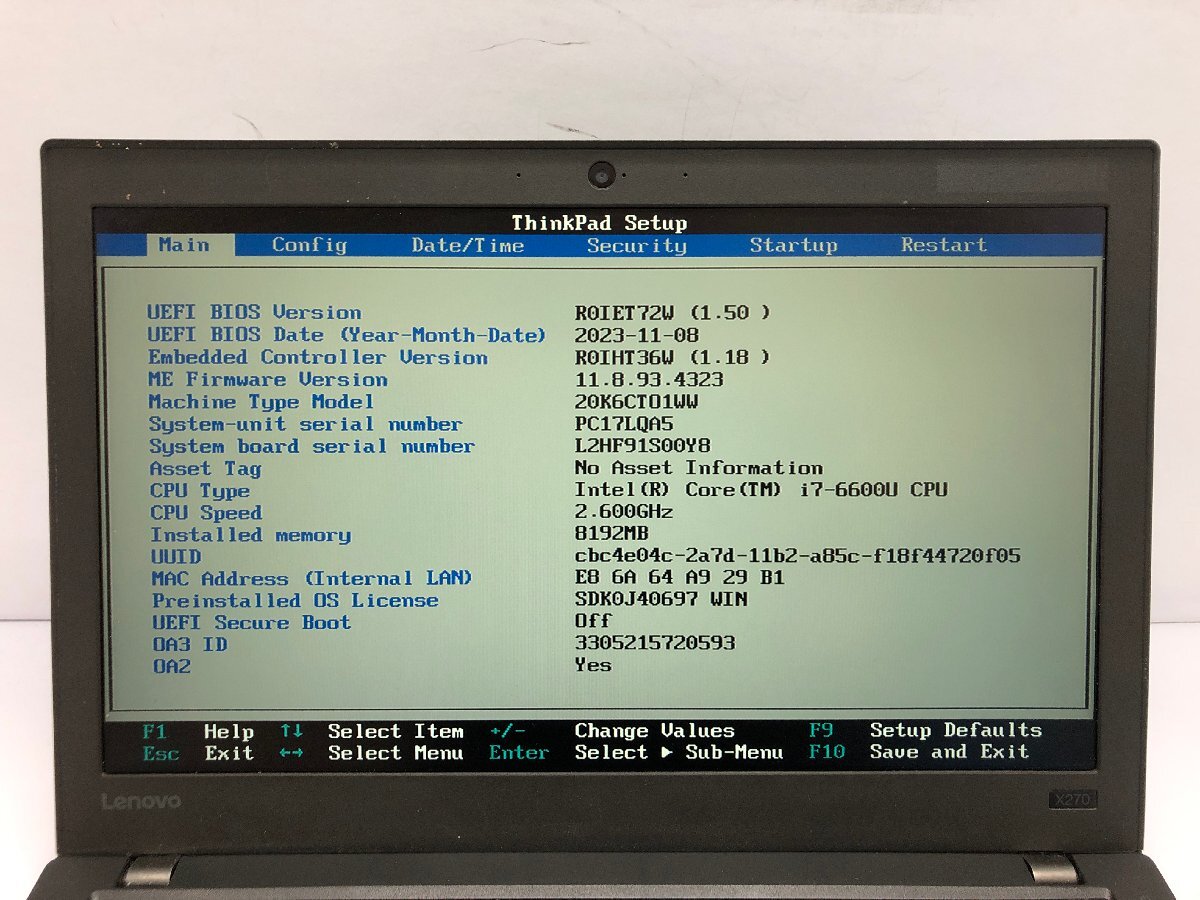 ThinkPad Setup
Main Config Date/Time Security Startup Restart
UEFI BIOS Version R0IET72W (1.50 )
UEFI BIOS Date (Year-Month-Date) 2023-11-08
Embedded Controller Version R0IHT36W (1.18 )
ME Firmware Version 11.8.93.4323
Machine Type Model 20K6CTO1WW
System-unit serial number PC17LQA5
System board serial number L2HF91S00Y8
Asset Tag No Asset Information
CPU Type Intel(R) Core(TM) i7-6600U CPU
CPU Speed 2.600GHz
Installed memory 8192MB
UUID cbc4e04c-2a7d-11b2-a85c-f18f44720f05
MAC Address (Internal LAN) E8 6A 64 A9 29 B1
Preinstalled OS License SDK0J40697 WIN
UEFI Secure Boot Off
OA3 ID 3305215720593
OA2 Yes
F1 Help ↑↓ Select Item +/- Change Values F9 Setup Defaults
Esc Exit ←→ Select Menu Enter Select ▶ Sub-Menu F10 Save and Exit
Lenovo X270